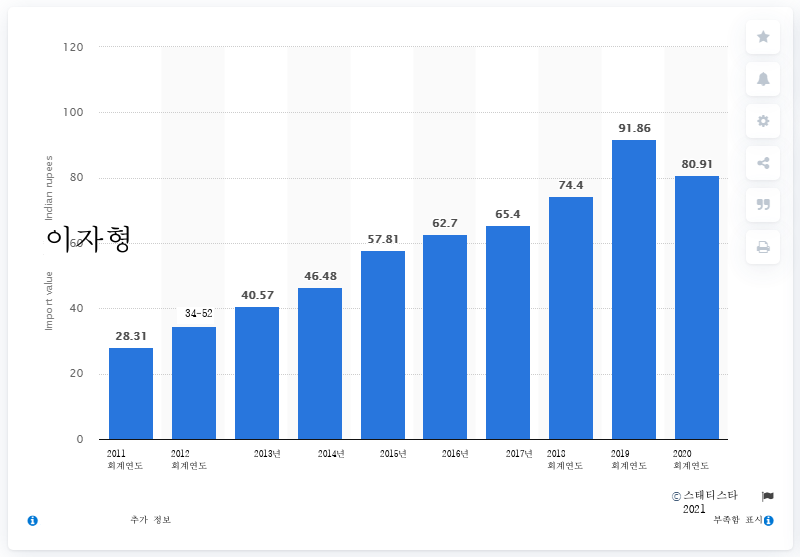 120
100
80
60
40
20
0
Import value
이자형
Indian rupees
28.31
34-52
40.57
46.48
57.81
62.7
65.4
74.4
91.86
80.91
2011 회계연도
2012 회계연도
2013년
2014년
2015년
2016년
2017년
2018 회계연도
2019 회계연도
2020 회계연도
© 스태티스타 2021
추가 정보
부족함 표시